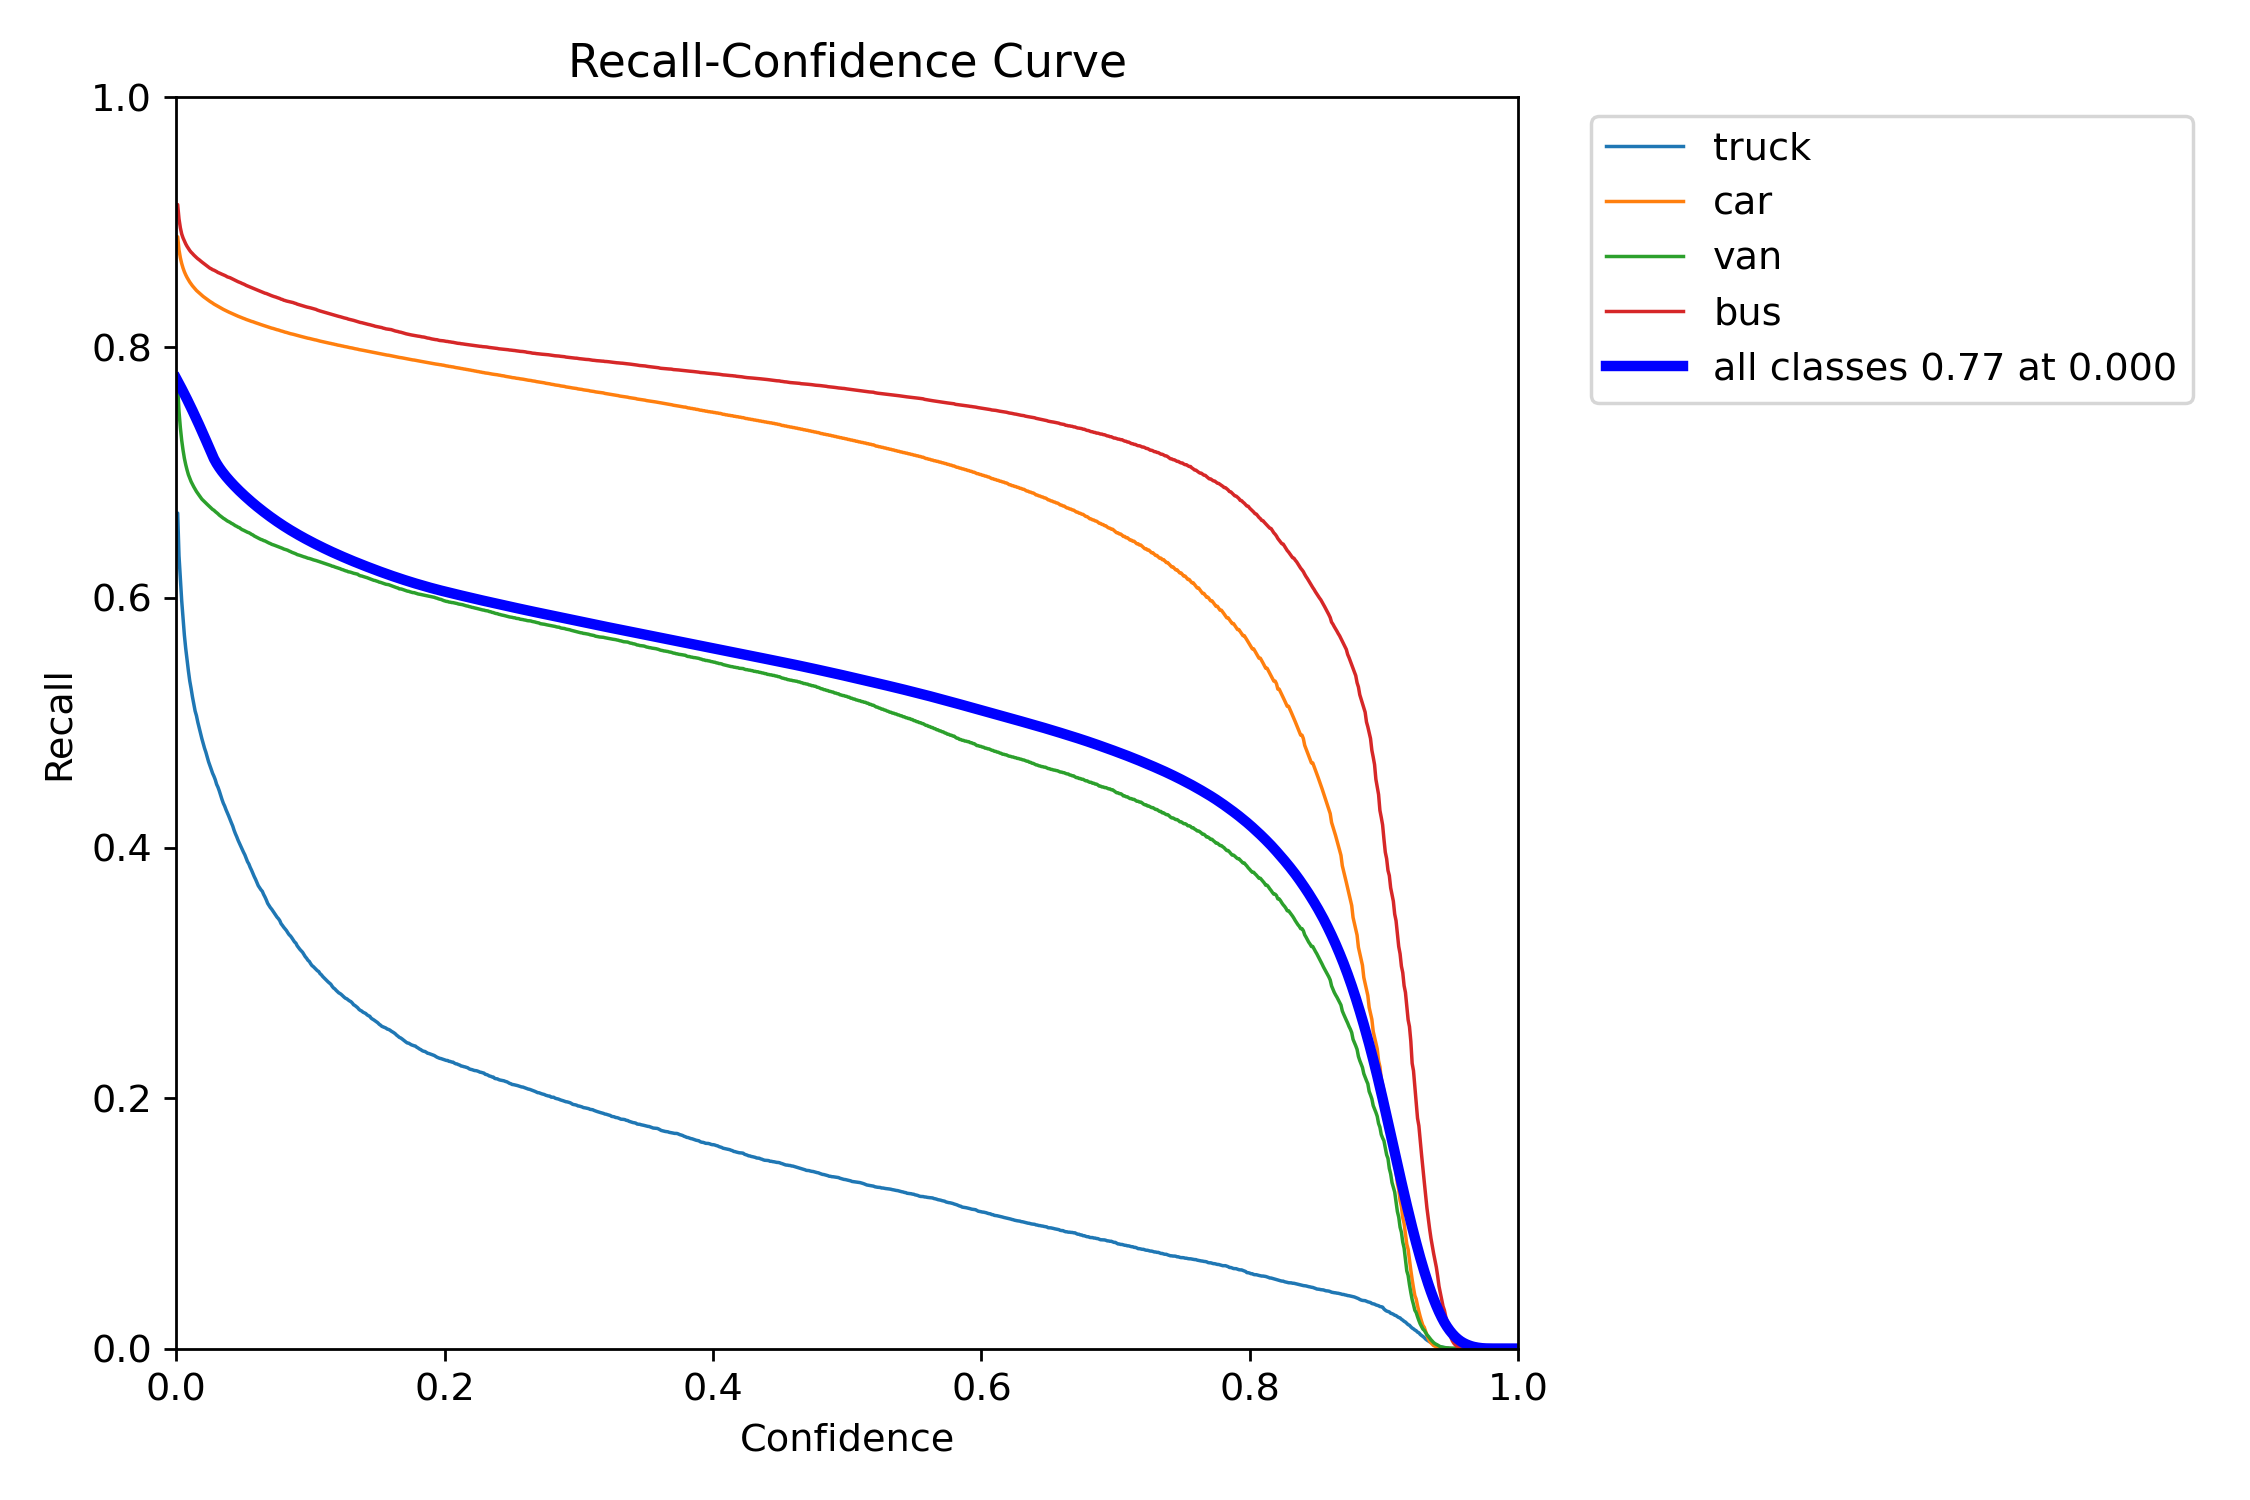 Recall-Confidence Curve
1.0
0.8
0.6
0.4
0.2
0.0
Recall
0.0 0.2 0.4 0.6 0.8 1.0
Confidence
truck
car
van
bus
all classes 0.77 at 0.000